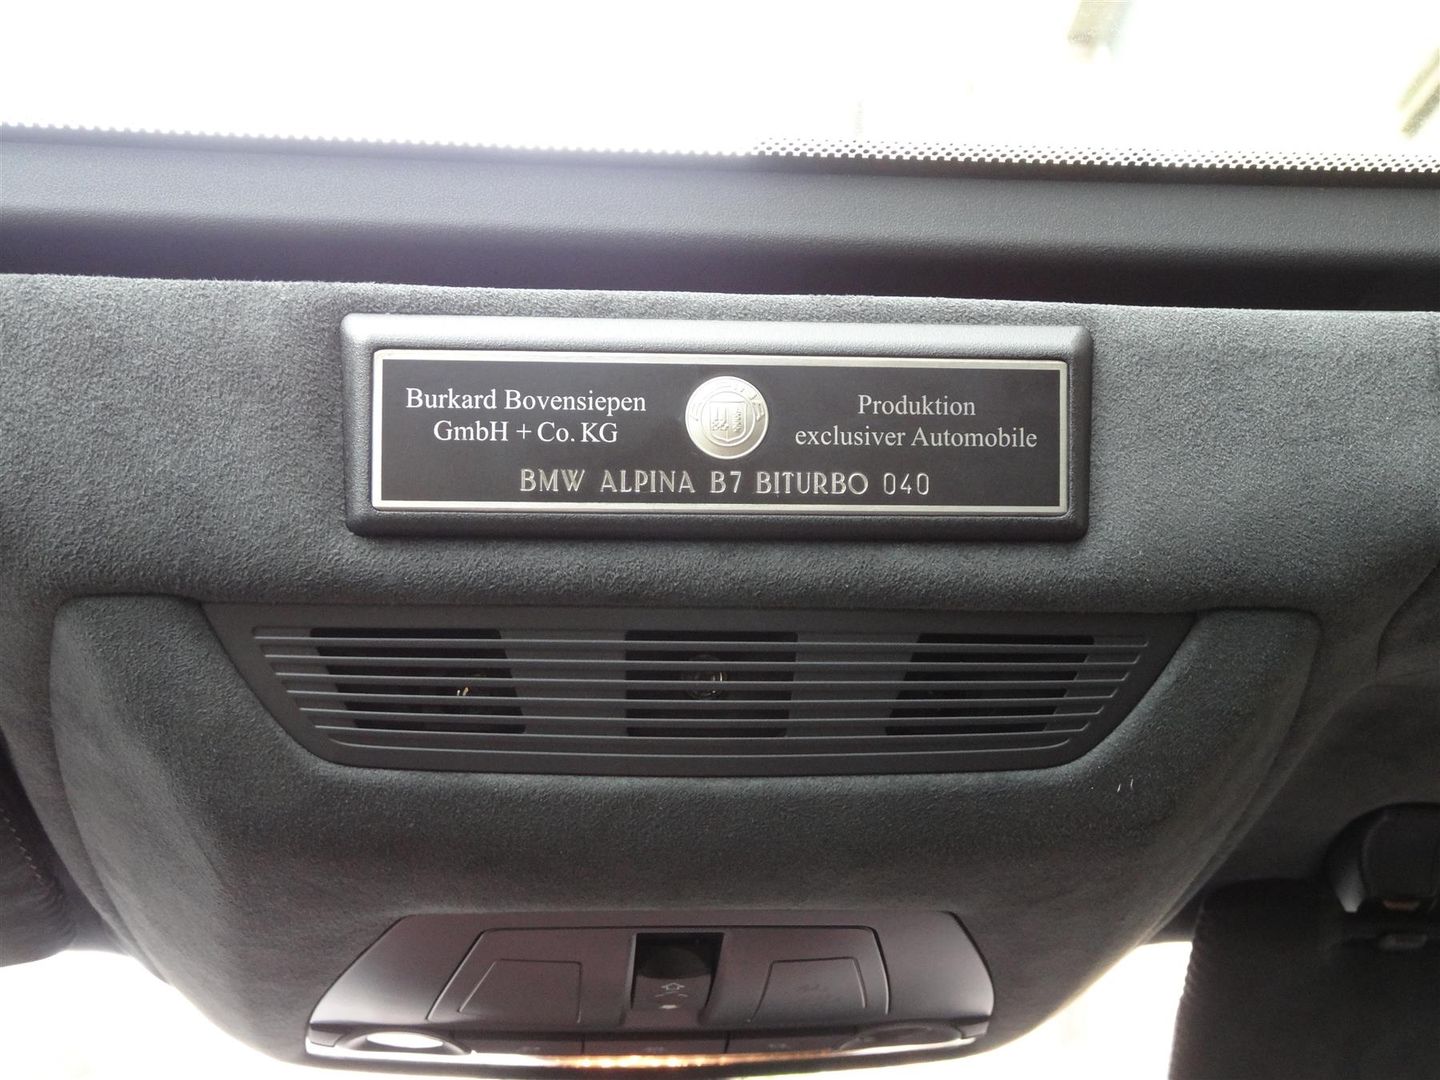 Burkard Bovensiepen
GmbH + Co. KG
Produktion
exclusiver Automobile
BMW ALPINA B7 BITURBO 040